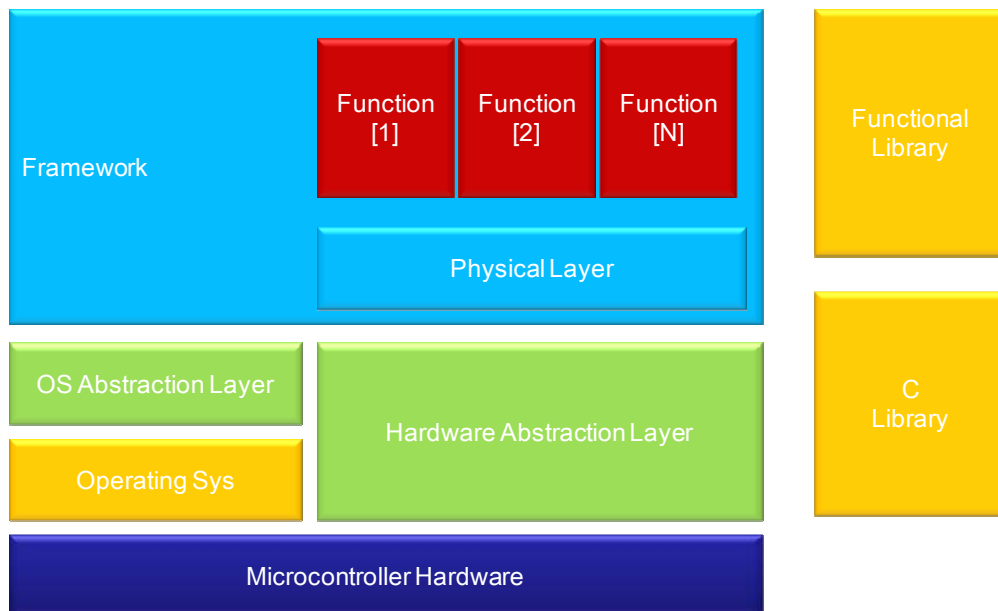 Function
[1]
Function
[2]
Function
[N]
Framework
Physical Layer
Functional
Library
OS Abstraction Layer
Hardware Abstraction Layer
C
Library
Operating Sys
Microcontroller Hardware